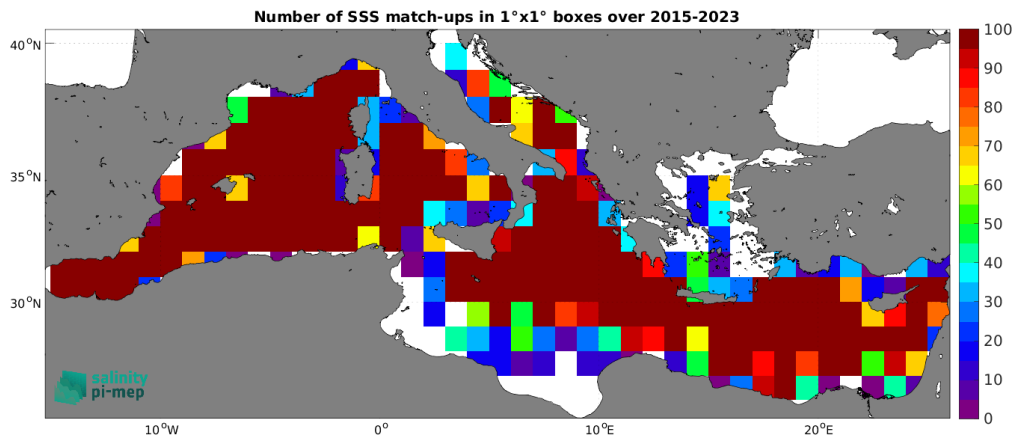 Number of SSS match-ups in 1°x1° boxes over 2015-2023
40°N
35°N
30°N
10°W
0°
10°E
20°E
100
90
80
70
60
50
40
30
20
10
0
salinity
pi-mep